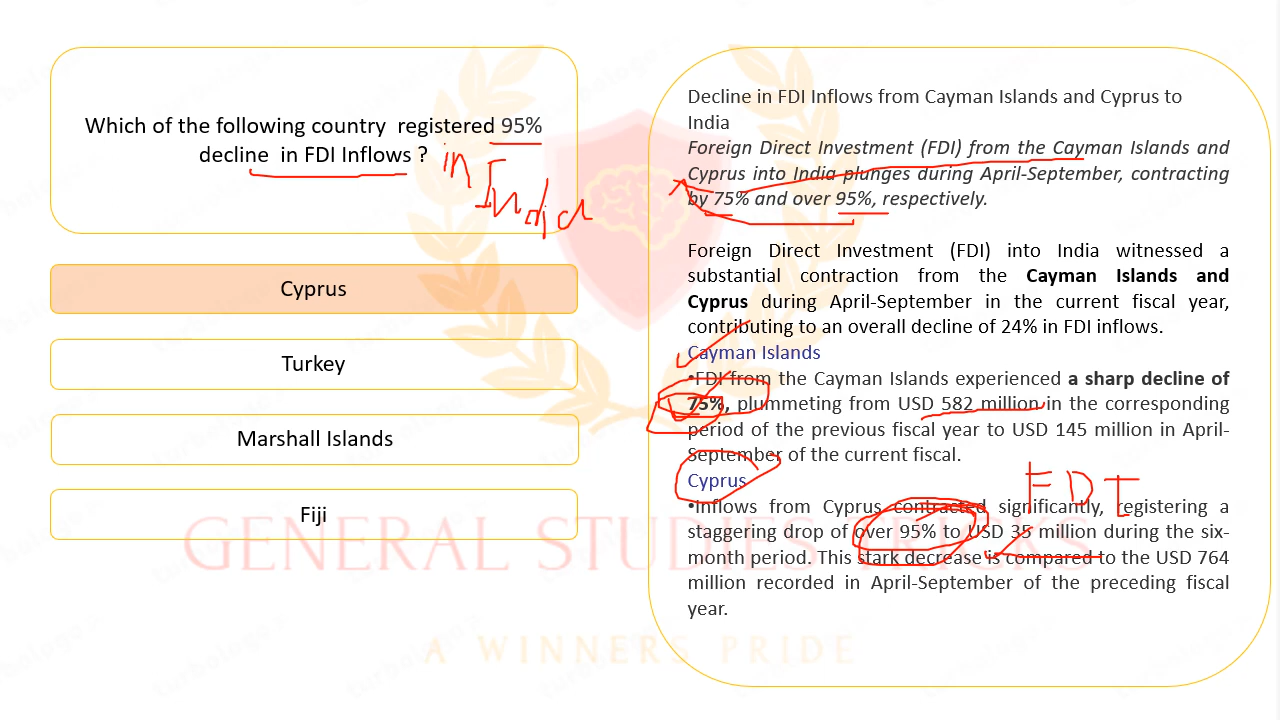 Which of the following country registered 95%
decline in FDI Inflows ?
in
India
Cyprus
Turkey
Marshall Islands
Fiji
Decline in FDI Inflows from Cayman Islands and Cyprus to
India
Foreign Direct Investment (FDI) from the Cayman Islands and
Cyprus into India plunges during April-September, contracting
by 75% and over 95%, respectively.
Foreign Direct Investment (FDI) into India witnessed a
substantial contraction from the Cayman Islands and
Cyprus during April-September in the current fiscal year,
contributing to an overall decline of 24% in FDI inflows.
Cayman Islands
•FDI from the Cayman Islands experienced a sharp decline of
75%, plummeting from USD 582 million in the corresponding
period of the previous fiscal year to USD 145 million in April-
September of the current fiscal.
Cyprus
•Inflows from Cyprus contracted significantly, registering a
staggering drop of over 95% to USD 35 million during the six-
month period. This stark decrease is compared to the USD 764
million recorded in April-September of the preceding fiscal
year.
FDI
GENERAL STUDIES TRICKS
A WINNERS PRIDE